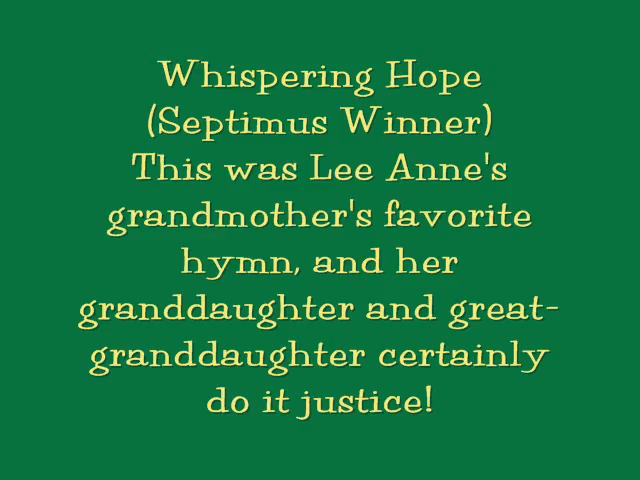 Whispering Hope
(Septimus Winner)
This was Lee Anne's
grandmother's favorite
hymn, and her
granddaughter and great-
granddaughter certainly
do it justice!